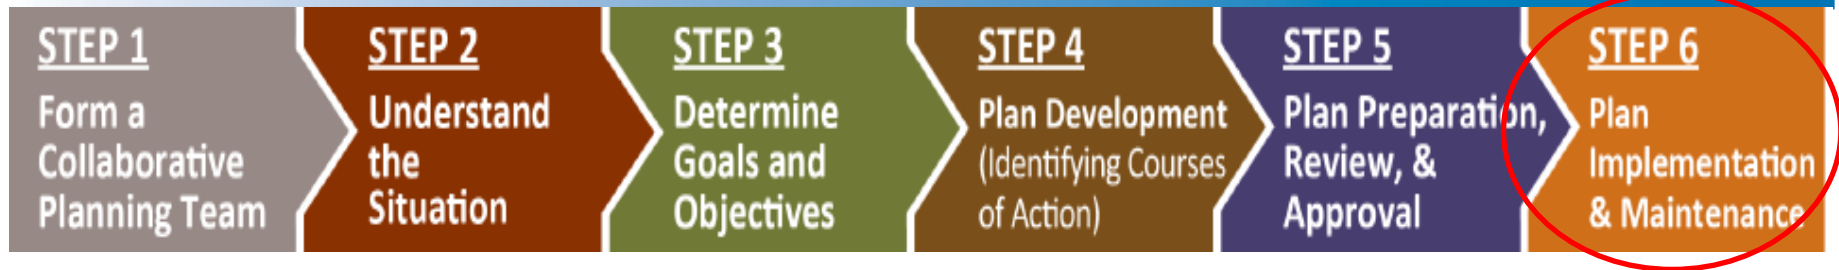 STEP 1
Form a
Collaborative
Planning Team
STEP 2
Understand
the
Situation
STEP 3
Determine
Goals and
Objectives
STEP 4
Plan Development
(Identifying Courses
of Action)
STEP 5
Plan Preparation,
Review, &
Approval
STEP 6
Plan
Implementation
& Maintenance